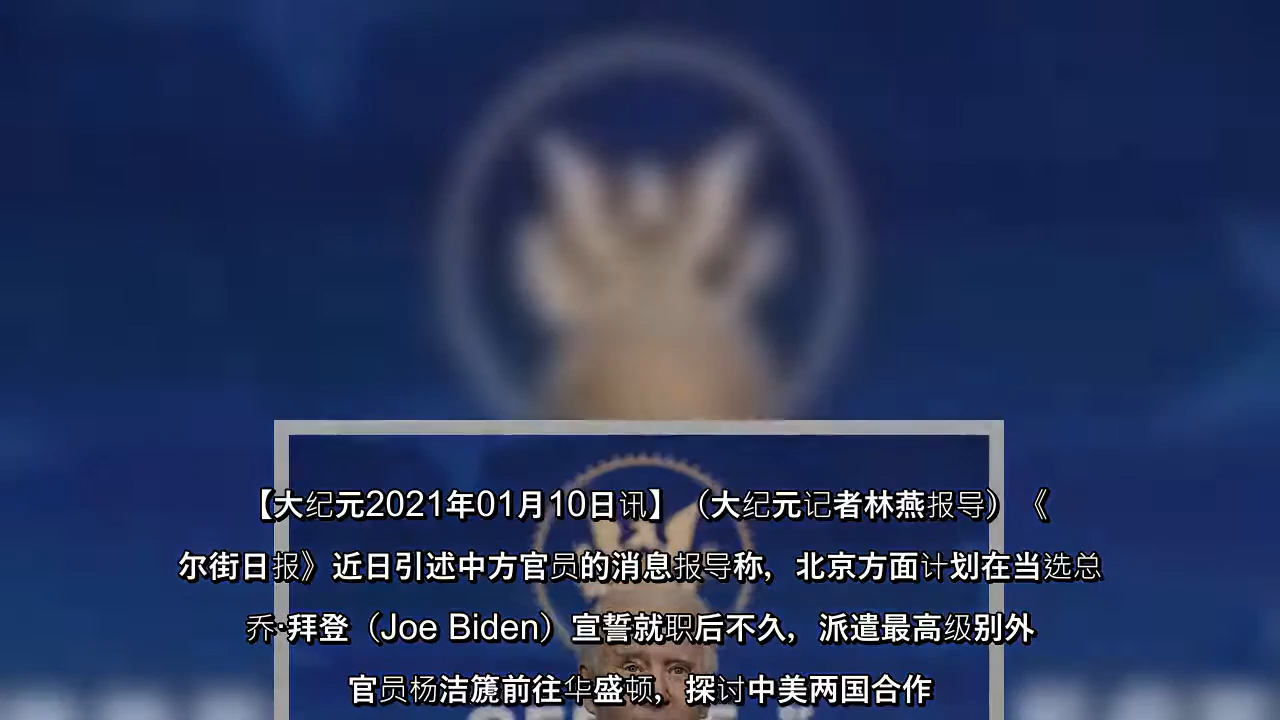 【大纪元2021年01月10日讯】（大纪元记者林燕报导）《
尔街日报》近日引述中方官员的消息报导称，北京方面计划在当选总
乔·拜登（Joe Biden）宣誓就职后不久，派遣最高级别外
官员杨洁篪前往华盛顿，探讨中美两国合作